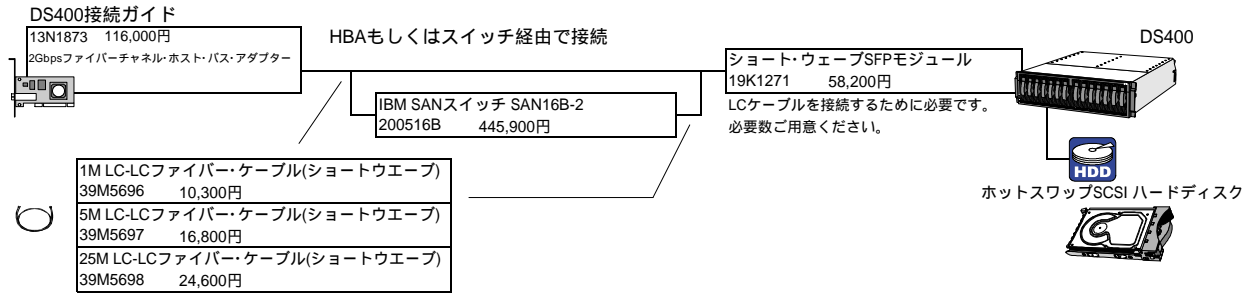 DS400接続ガイド
13N1873 116,000円
2Gbpsファイバーチャネル･ホスト･バス･アダプター
HBAもしくはスイッチ経由で接続
IBM SANスイッチ SAN16B-2
200516B 445,900円
ショート･ウェーブSFPモジュール
19K1271 58,200円
LCケーブルを接続するために必要です。
必要数ご用意ください。
DS400
HDD
ホットスワップSCSI ハードディスク
1M LC-LCファイバー･ケーブル(ショートウエーブ)
39M5696 10,300円
5M LC-LCファイバー･ケーブル(ショートウエーブ)
39M5697 16,800円
25M LC-LCファイバー･ケーブル(ショートウエーブ)
39M5698 24,600円